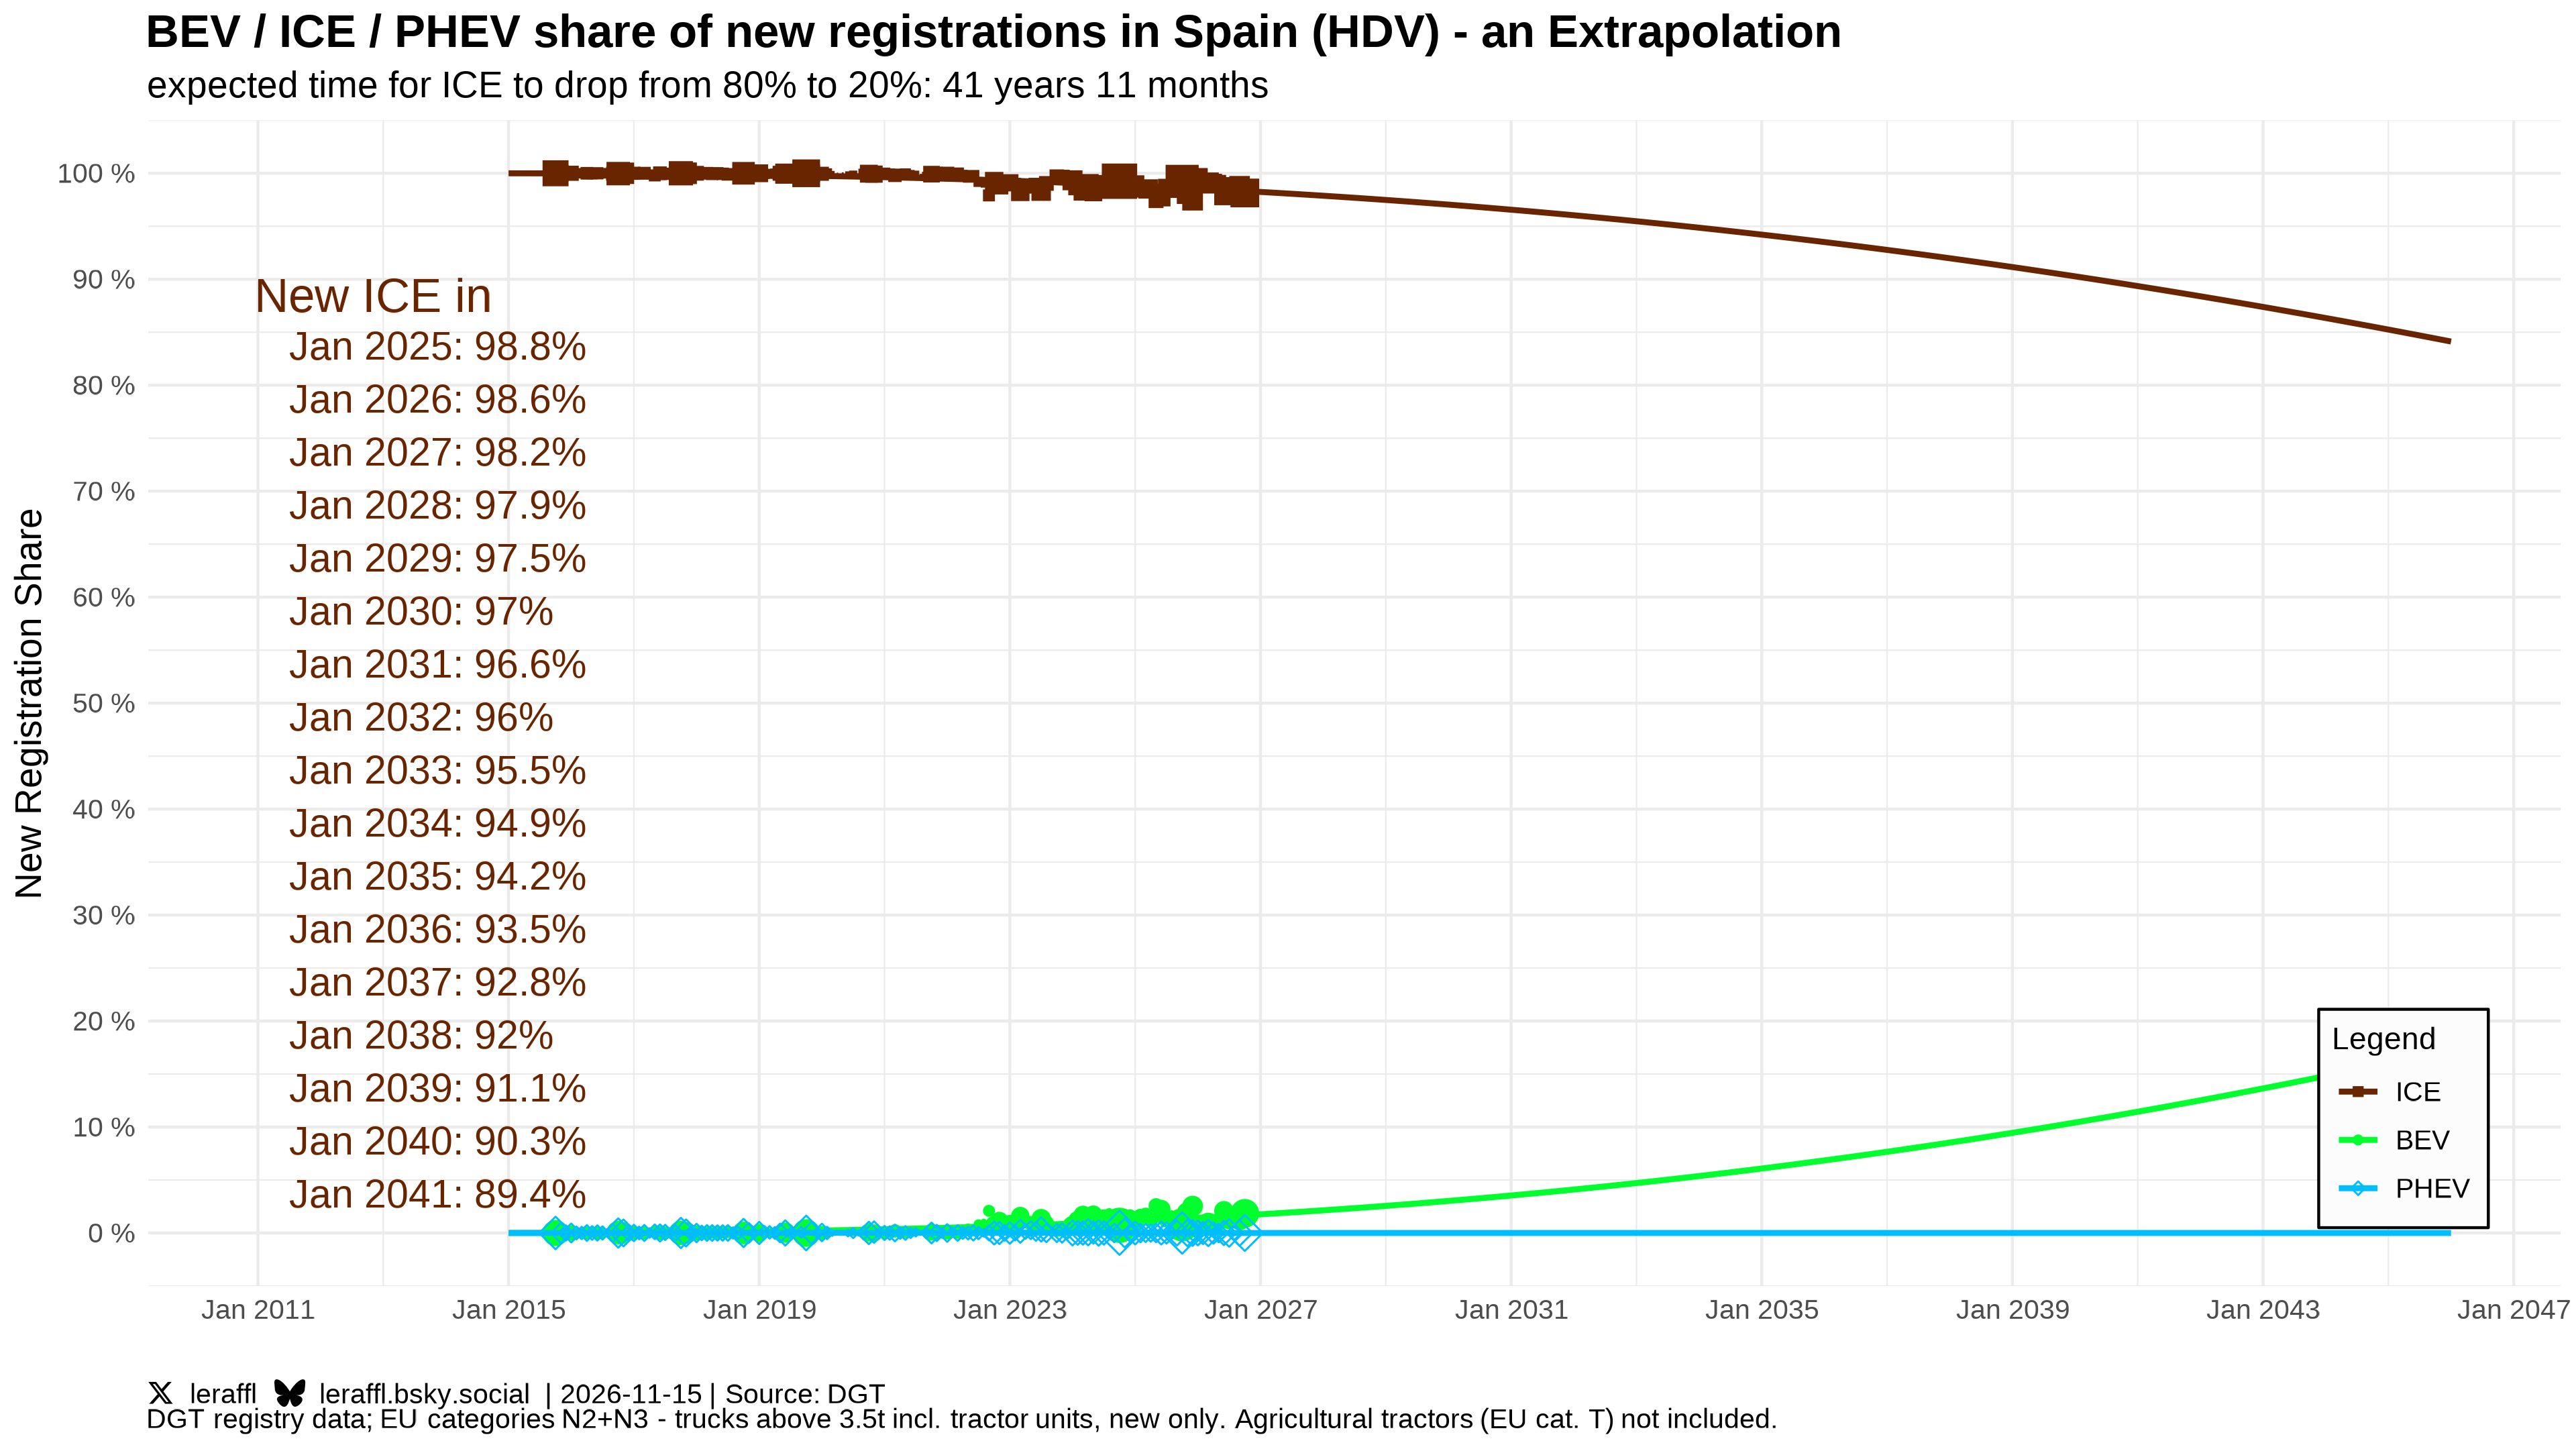 BEV / ICE / PHEV share of new registrations in Spain (HDV) - an Extrapolation
expected time for ICE to drop from 80% to 20%: 41 years 11 months
New Registration Share
100 %
90 %
80 %
70 %
60 %
50 %
40 %
30 %
20 %
10 %
0 %
New ICE in
Jan 2025: 98.8%
Jan 2026: 98.6%
Jan 2027: 98.2%
Jan 2028: 97.9%
Jan 2029: 97.5%
Jan 2030: 97%
Jan 2031: 96.6%
Jan 2032: 96%
Jan 2033: 95.5%
Jan 2034: 94.9%
Jan 2035: 94.2%
Jan 2036: 93.5%
Jan 2037: 92.8%
Jan 2038: 92%
Jan 2039: 91.1%
Jan 2040: 90.3%
Jan 2041: 89.4%
Legend
ICE
BEV
PHEV
Jan 2011 Jan 2015 Jan 2019 Jan 2023 Jan 2027 Jan 2031 Jan 2035 Jan 2039 Jan 2043 Jan 2047
leraffl leraffl.bsky.social | 2026-11-15 | Source: DGT
DGT registry data; EU categories N2+N3 - trucks above 3.5t incl. tractor units, new only. Agricultural tractors (EU cat. T) not included.